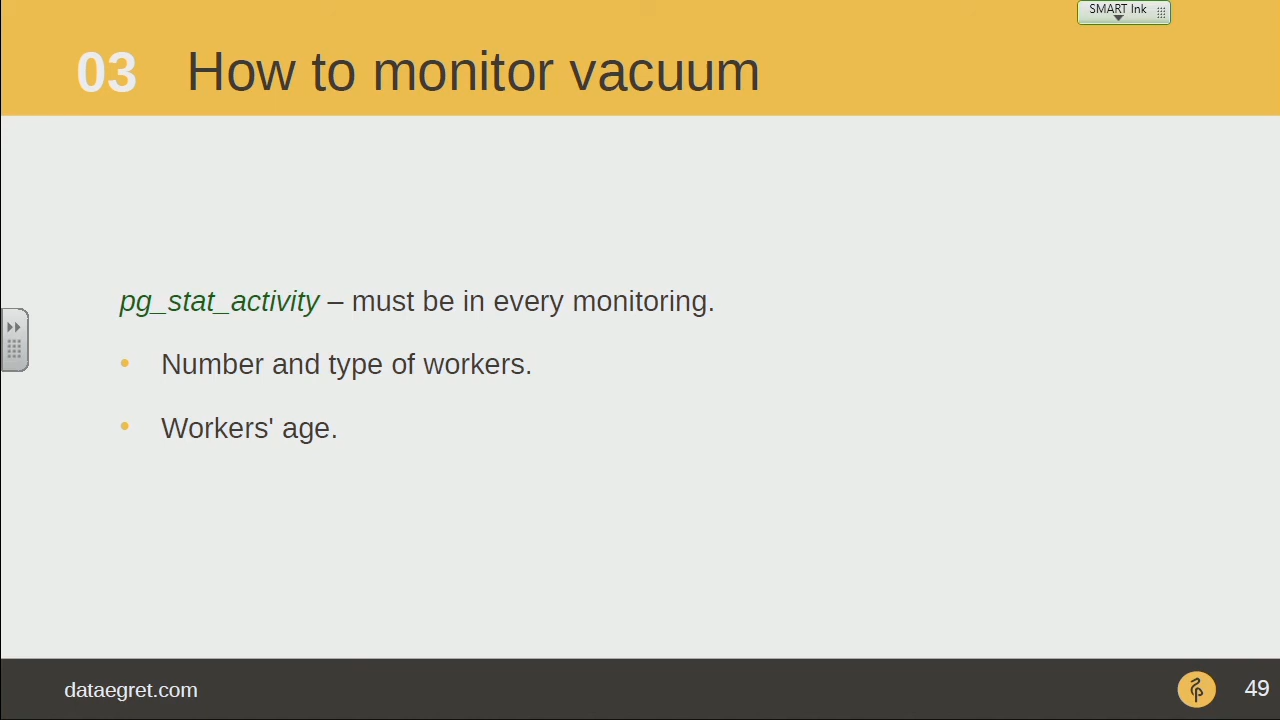 SMART Ink
03 How to monitor vacuum
pg_stat_activity – must be in every monitoring.
• Number and type of workers.
• Workers' age.
dataegret.com
49